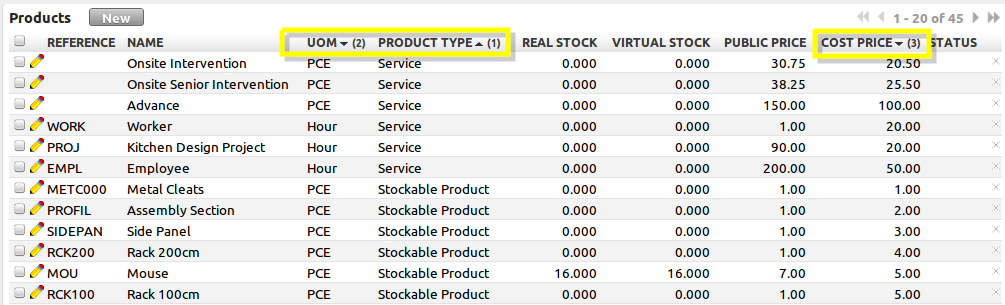 Products New 1 - 20 of 45
REFERENCE NAME UOM (2) PRODUCT TYPE (1) REAL STOCK VIRTUAL STOCK PUBLIC PRICE COST PRICE (3) STATUS
Onsite Intervention PCE Service 0.000 0.000 30.75 20.50
Onsite Senior Intervention PCE Service 0.000 0.000 38.25 25.50
Advance PCE Service 0.000 0.000 150.00 100.00
WORK Worker Hour Service 0.000 0.000 1.00 20.00
PROJ Kitchen Design Project Hour Service 0.000 0.000 90.00 20.00
EMPL Employee Hour Service 0.000 0.000 200.00 50.00
METC000 Metal Cleats PCE Stockable Product 0.000 0.000 1.00 1.00
PROFIL Assembly Section PCE Stockable Product 0.000 0.000 1.00 2.00
SIDEPAN Side Panel PCE Stockable Product 0.000 0.000 1.00 3.00
RCK200 Rack 200cm PCE Stockable Product 0.000 0.000 1.00 4.00
MOU Mouse PCE Stockable Product 16.000 16.000 7.00 5.00
RCK100 Rack 100cm PCE Stockable Product 0.000 0.000 1.00 5.00